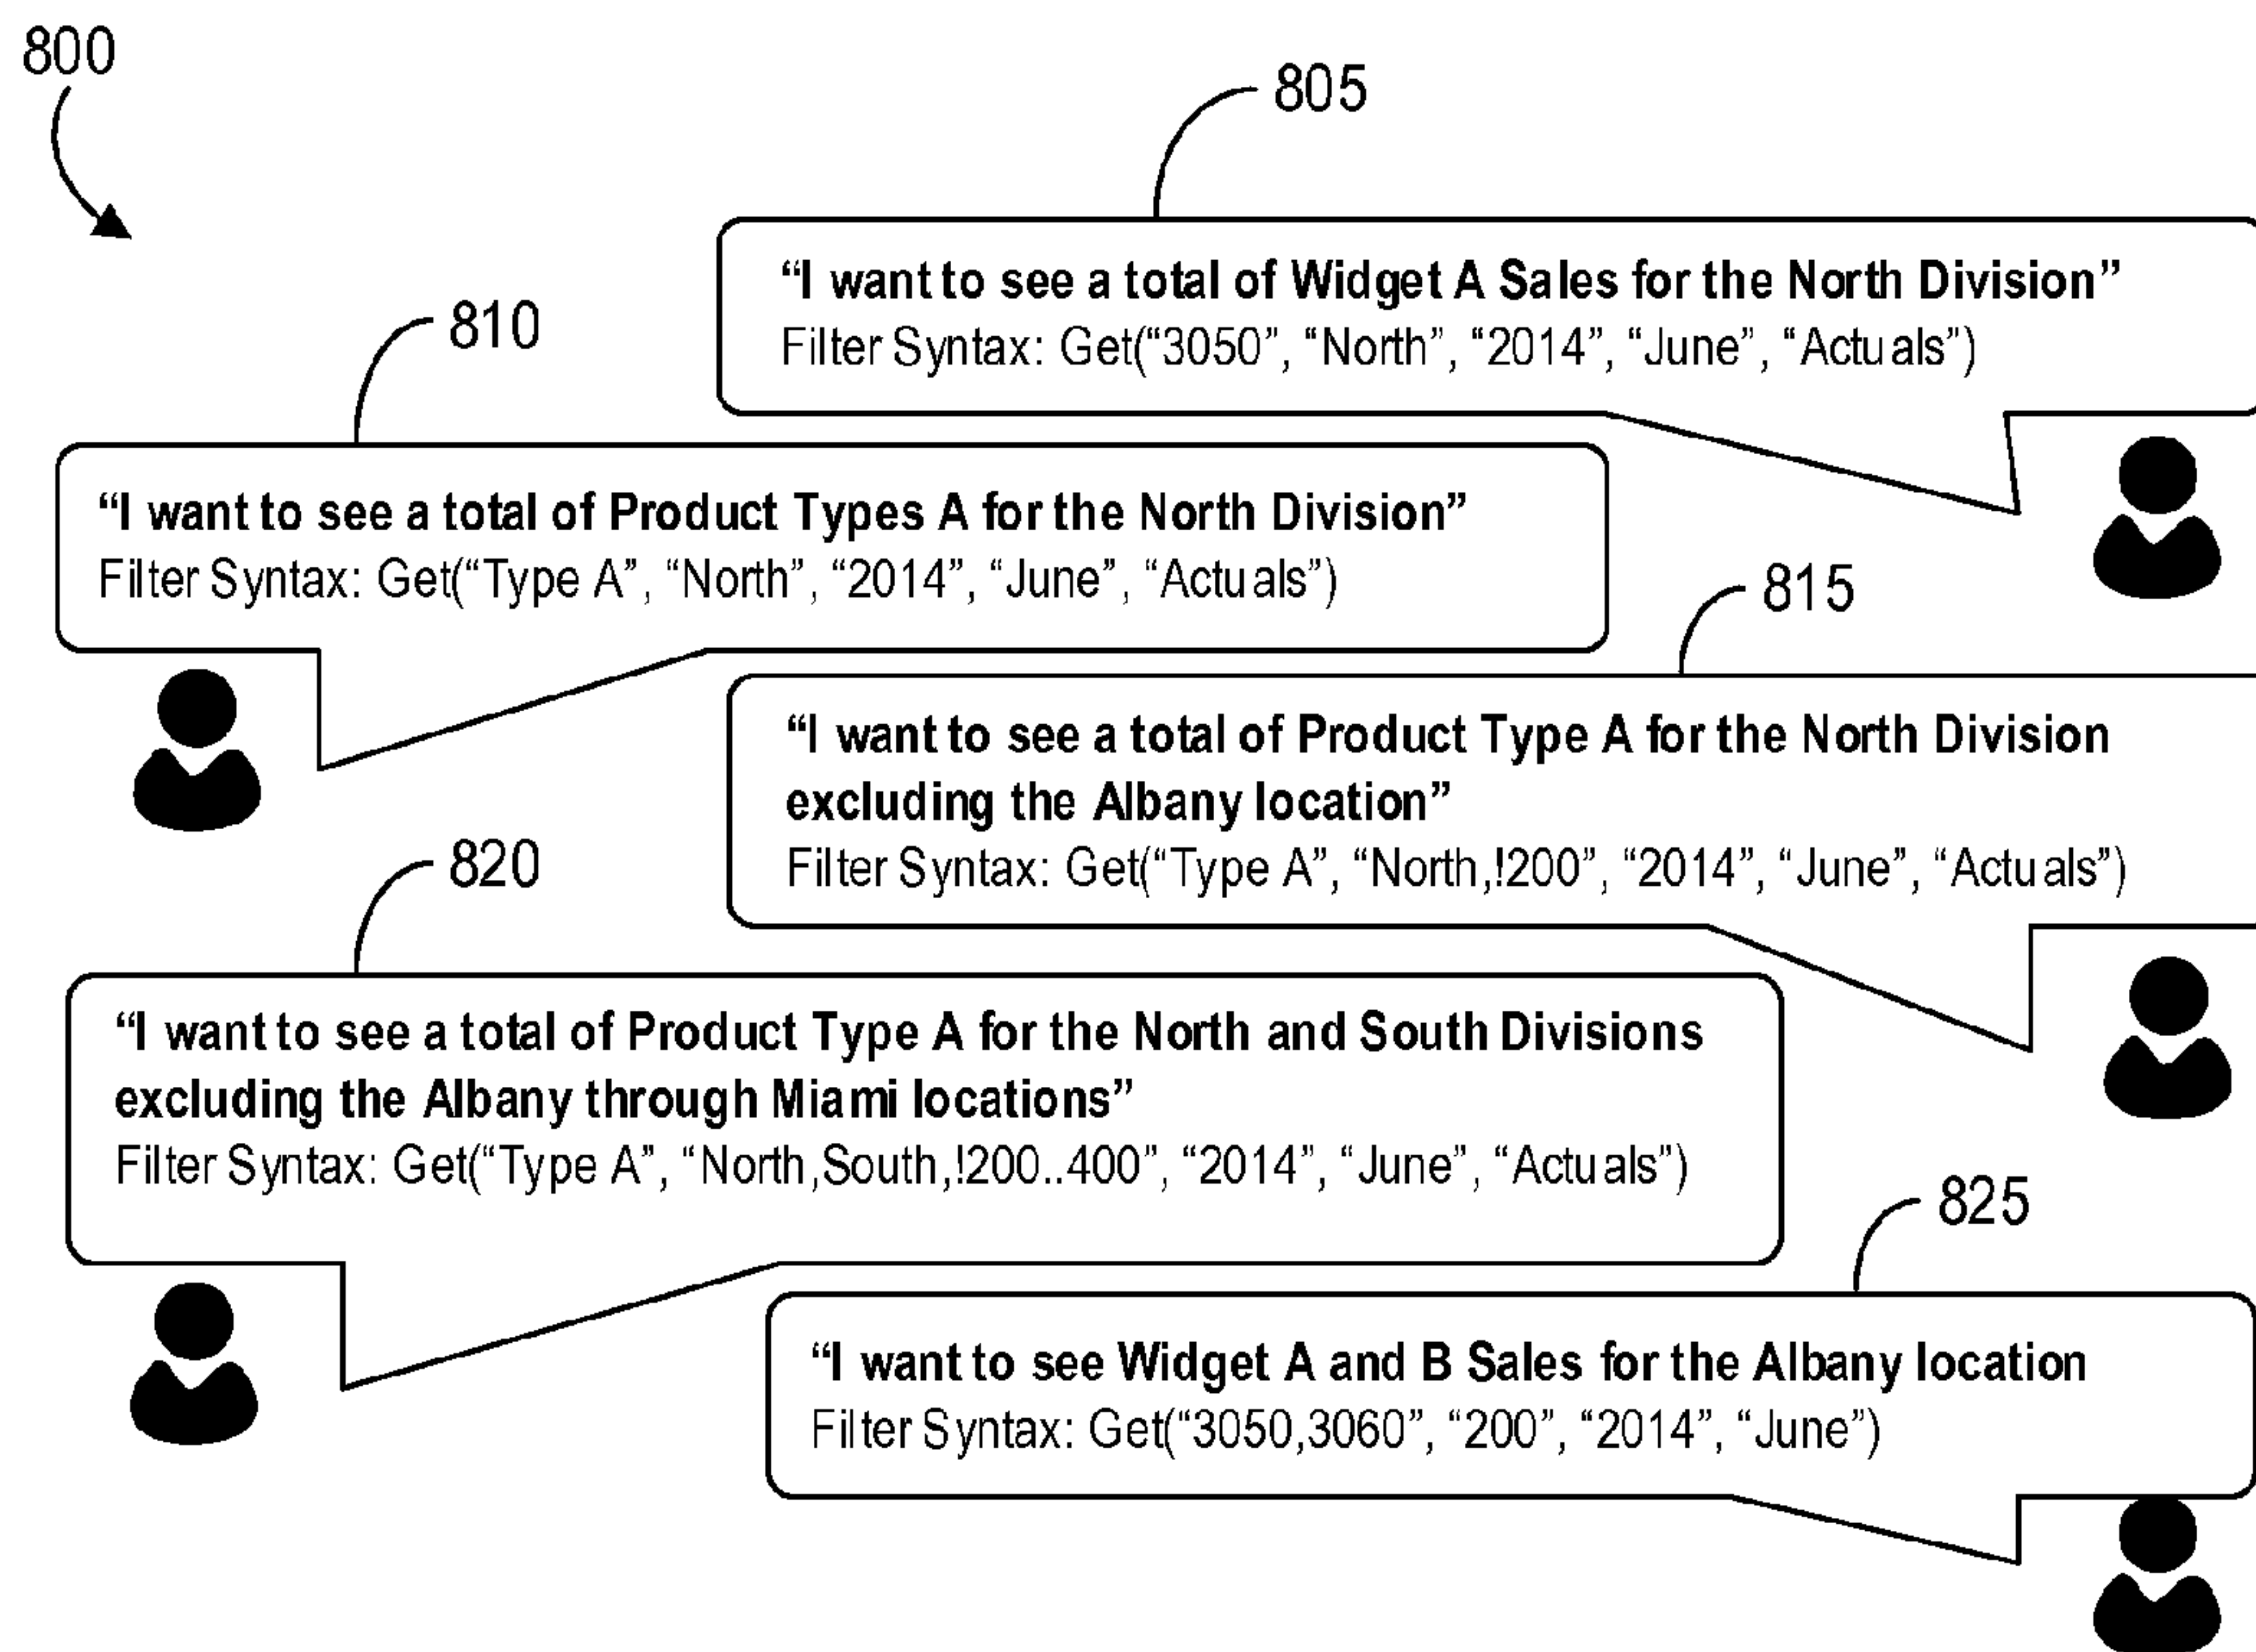 800
805
“I want to see a total of Widget A Sales for the North Division”
Filter Syntax: Get(“3050”, “North”, “2014”, “June”, “Actuals”)
810
“I want to see a total of Product Types A for the North Division”
Filter Syntax: Get(“Type A”, “North”, “2014”, “June”, “Actuals”)
815
“I want to see a total of Product Type A for the North Division
excluding the Albany location”
Filter Syntax: Get(“Type A”, “North,!200”, “2014”, “June”, “Actuals”)
820
“I want to see a total of Product Type A for the North and South Divisions
excluding the Albany through Miami locations”
Filter Syntax: Get(“Type A”, “North,South,!200..400”, “2014”, “June”, “Actuals”)
825
“I want to see Widget A and B Sales for the Albany location
Filter Syntax: Get(“3050,3060”, “200”, “2014”, “June”)